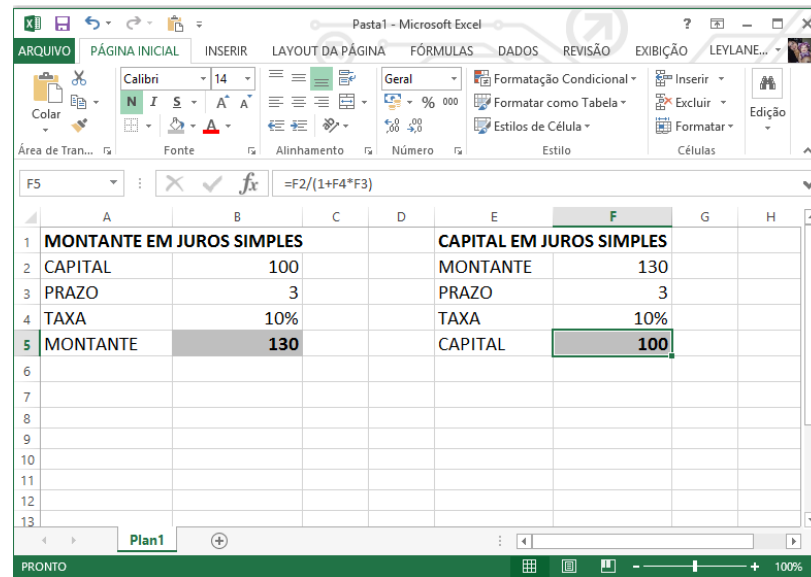 Pasta1 - Microsoft Excel
ARQUIVO PÁGINA INICIAL INSERIR LAYOUT DA PÁGINA FÓRMULAS DADOS REVISÃO EXIBIÇÃO LEYLANE...
Colar
Calibri 14
N I S A A A
Geral
% 000
Formatação Condicional
Formatar como Tabela
Estilos de Célula
Inserir
Excluir
Formatar
Edição
Área de Tran... Fonte Alinhamento Número Estilo Células
F5 fx =F2/(1+F4*F3)
A B C D E F G H
1 MONTANTE EM JUROS SIMPLES CAPITAL EM JUROS SIMPLES
2 CAPITAL 100 MONTANTE 130
3 PRAZO 3 PRAZO 3
4 TAXA 10% TAXA 10%
5 MONTANTE 130 CAPITAL 100
6
7
8
9
10
11
12
13
Plan1
PRONTO 100%